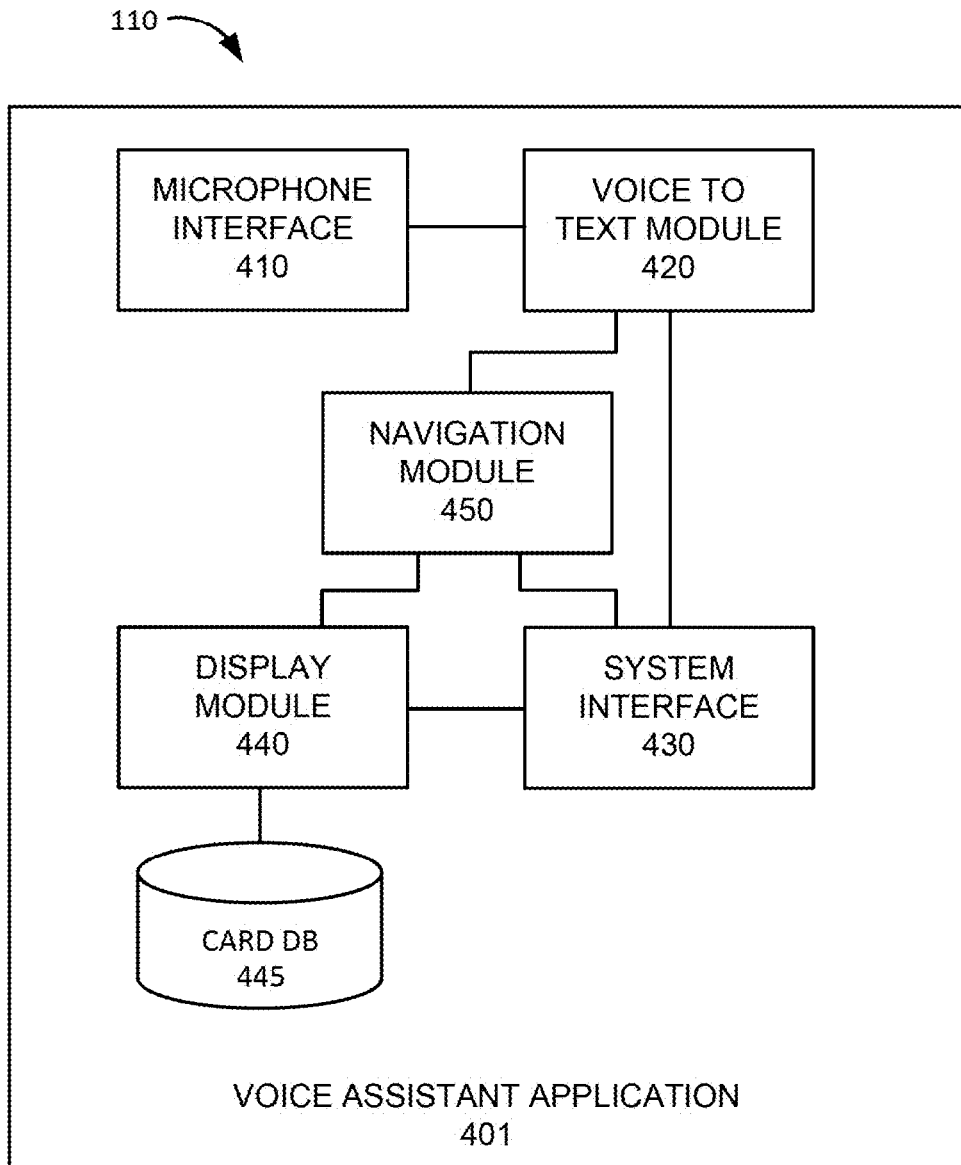 110
MICROPHONE
INTERFACE
410
VOICE TO
TEXT MODULE
420
NAVIGATION
MODULE
450
DISPLAY
MODULE
440
SYSTEM
INTERFACE
430
CARD DB
445
VOICE ASSISTANT APPLICATION
401